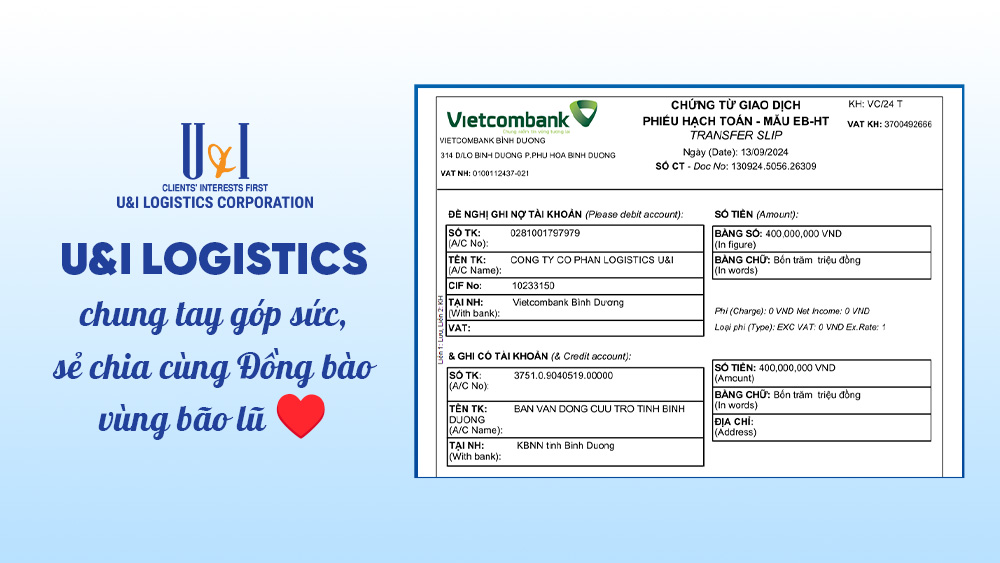 U&I
CLIENTS' INTERESTS FIRST
U&I LOGISTICS CORPORATION
U&I LOGISTICS
chung tay góp sức,
sẻ chia cùng Đồng bào
vùng bão lũ
Vietcombank
Chung niềm tin vững tương lai
VIETCOMBANK BÌNH DƯƠNG
314 D/LO BINH DUONG P.PHU HOA BINH DUONG
VAT NH: 0100112437-021
CHỨNG TỪ GIAO DỊCH
PHIẾU HẠCH TOÁN - MẪU EB-HT
TRANSFER SLIP
Ngày (Date): 13/09/2024
SỐ CT - Doc No: 130924.5056.26309
KH: VC/24 T
VAT KH: 3700492666
ĐỀ NGHỊ GHI NỢ TÀI KHOẢN (Please debit account):
SỐ TK: 0281001797979
(A/C No):
TÊN TK: CONG TY CO PHAN LOGISTICS U&I
(A/C Name):
CIF No: 10233150
TẠI NH: Vietcombank Bình Dương
(With bank):
VAT:
SỐ TIỀN (Amount):
BẰNG SỐ: 400,000,000 VND
(In figure)
BẰNG CHỮ: Bốn trăm triệu đồng
(In words)
Phí (Charge): 0 VND Net Income: 0 VND
Loại phí (Type): EXC VAT: 0 VND Ex.Rate: 1
Liên 1: Lưu, Liên 2: KH
& GHI CÓ TÀI KHOẢN (& Credit account):
SỐ TK: 3751.0.9040519.00000
(A/C No):
TÊN TK: BAN VAN DONG CUU TRO TINH BINH
DUONG
(A/C Name):
TẠI NH: KBNN tinh Binh Duong
(With bank):
SỐ TIỀN: 400,000,000 VND
(Amount)
BẰNG CHỮ: Bốn trăm triệu đồng
(In words)
ĐỊA CHỈ:
(Address)